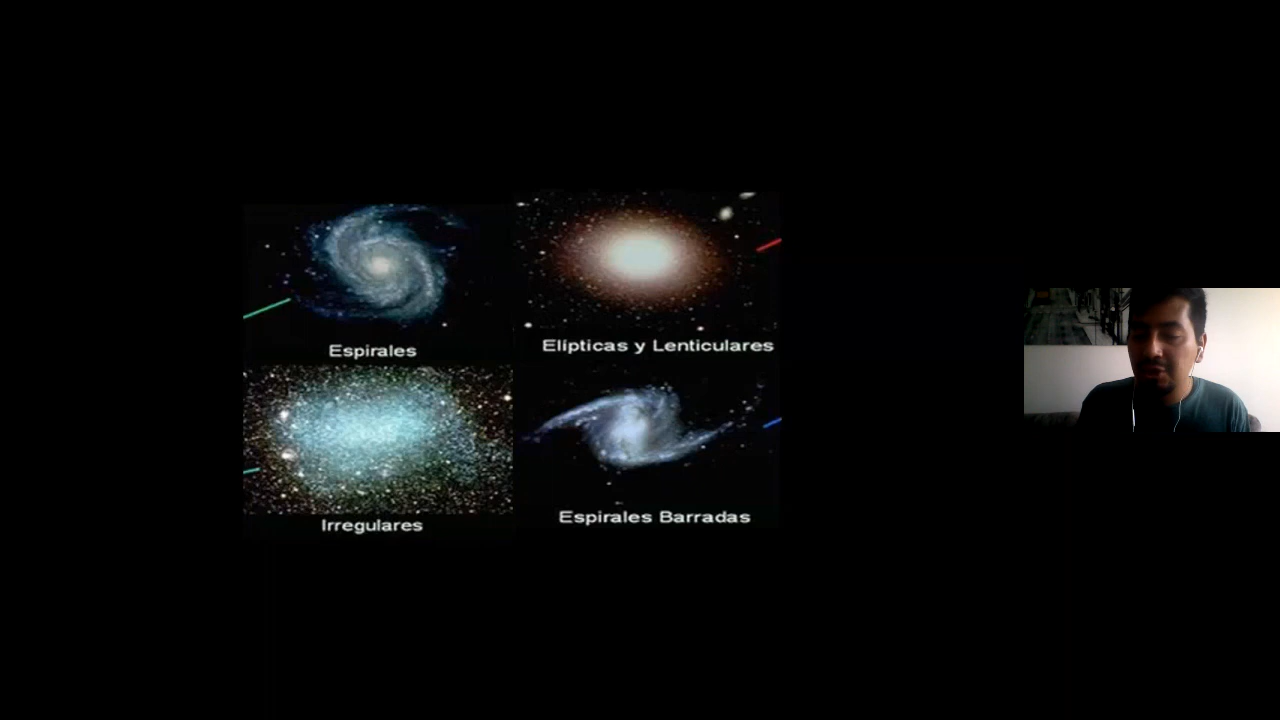 Espirales
Elípticas y Lenticulares
Irregulares
Espirales Barradas